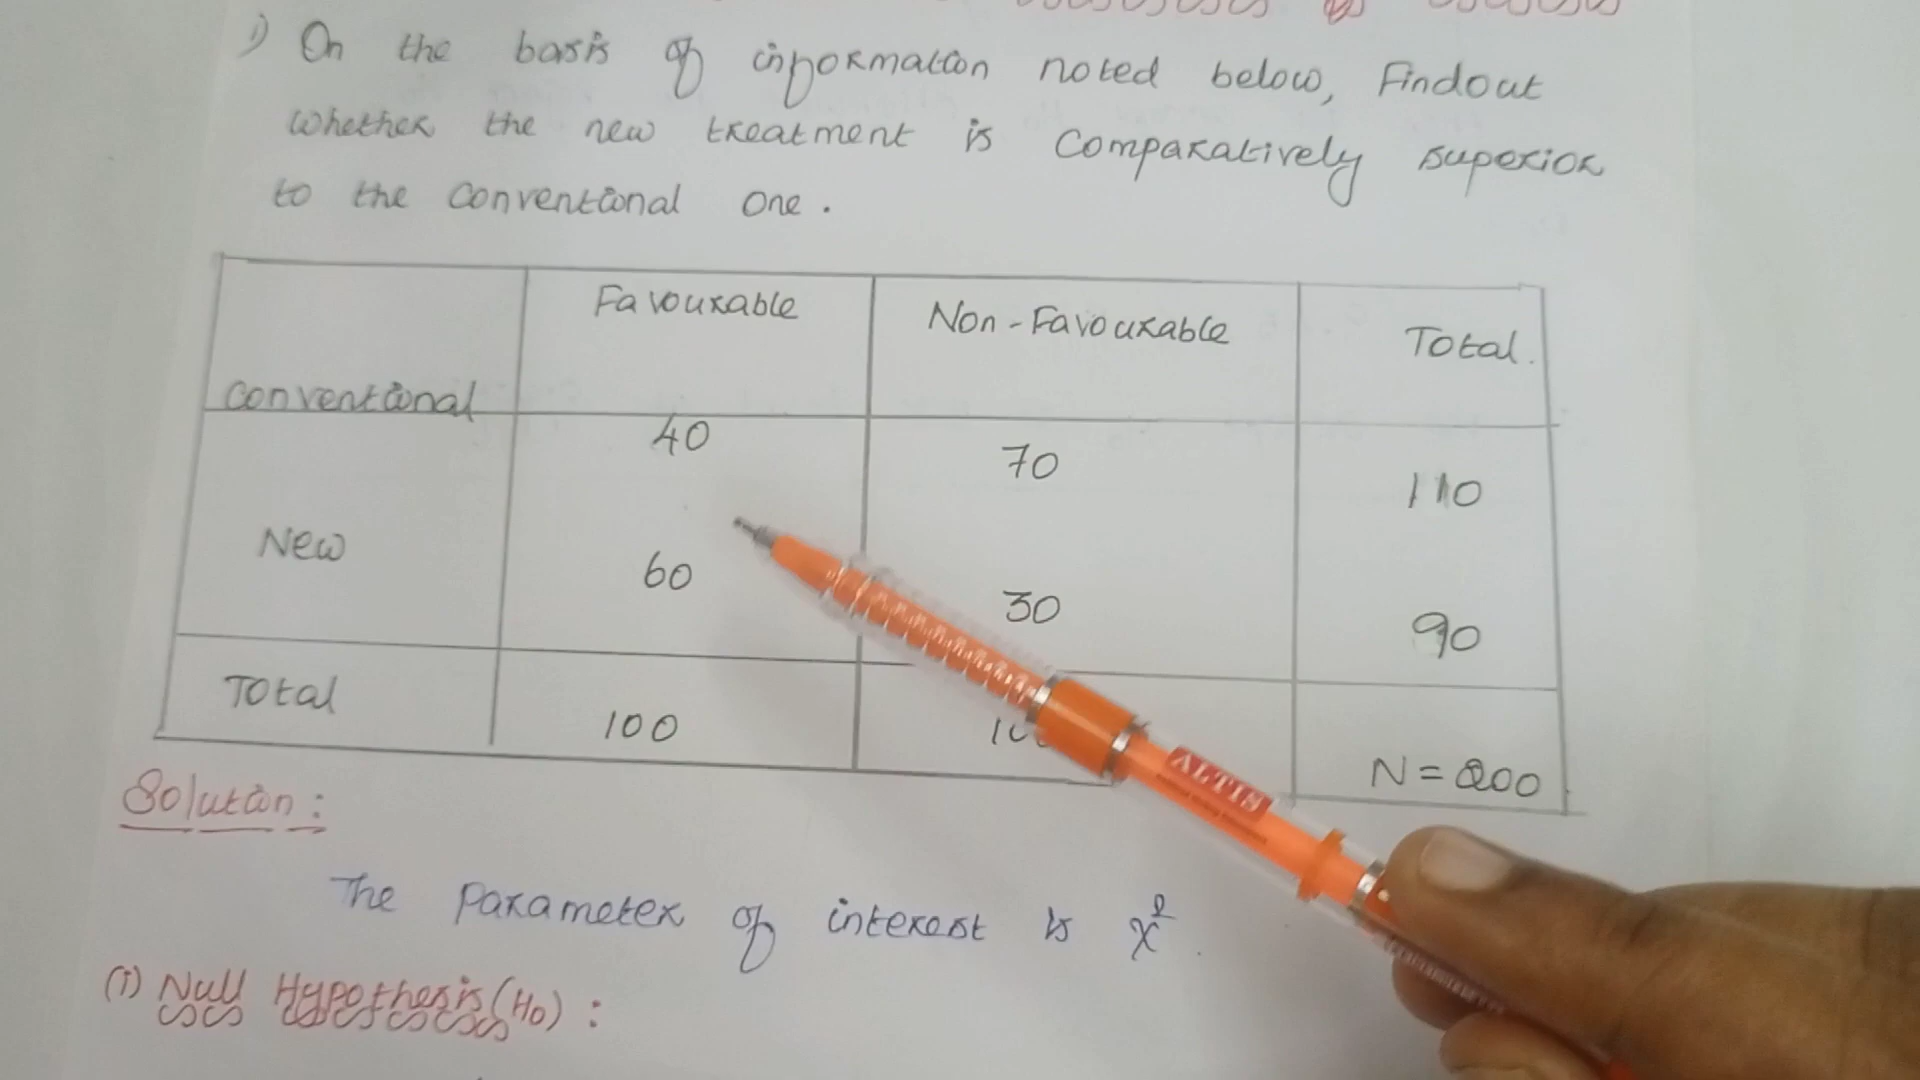 i) On the basis of information noted below, Findout
whether the new treatment is comparatively superior
to the conventional one.
Favourable Non-Favourable Total.
Conventional
40 70 110
New 60 30 90
Total 100 N = 200
Solution:
The Parameter of interest is χ².
(i) Null Hypothesis (H0) :
ALTIS